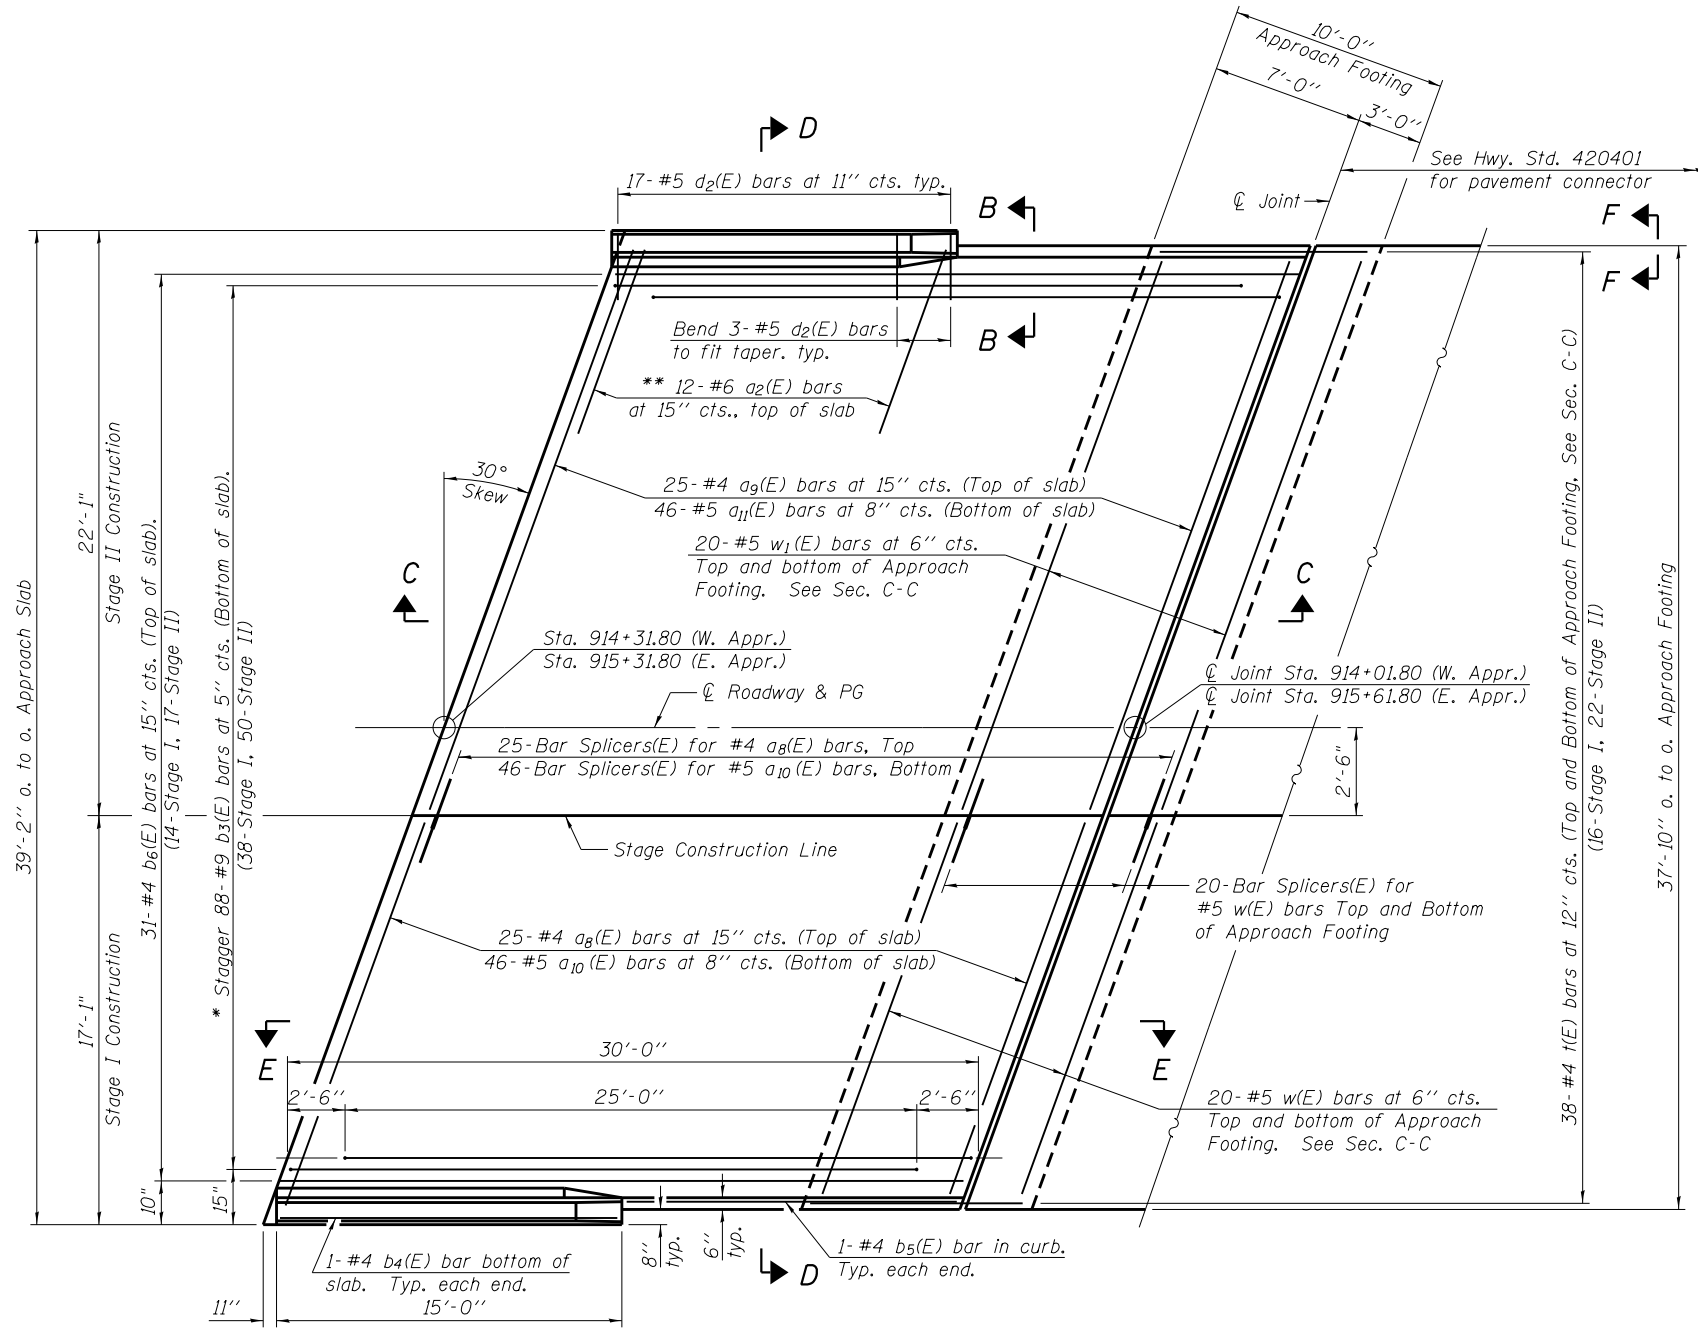 10'-0''
Approach Footing
7'-0''
3'-0''
D
17-#5 d2(E) bars at 11'' cts. typ.
See Hwy. Std. 420401
for pavement connector
℄ Joint
B
F
F
B
Bend 3-#5 d2(E) bars
to fit taper. typ.
** 12-#6 a2(E) bars
at 15'' cts., top of slab
30°
Skew
25-#4 a9(E) bars at 15'' cts. (Top of slab)
46-#5 a11(E) bars at 8'' cts. (Bottom of slab)
20-#5 w1(E) bars at 6'' cts.
Top and bottom of Approach
Footing. See Sec. C-C
C
C
Sta. 914+31.80 (W. Appr.)
Sta. 915+31.80 (E. Appr.)
℄ Roadway & PG
℄ Joint Sta. 914+01.80 (W. Appr.)
℄ Joint Sta. 915+61.80 (E. Appr.)
25-Bar Splicers(E) for #4 a8(E) bars, Top
46-Bar Splicers(E) for #5 a10(E) bars, Bottom
2'-6"
Stage Construction Line
20-Bar Splicers(E) for
#5 w(E) bars Top and Bottom
of Approach Footing
25-#4 a8(E) bars at 15'' cts. (Top of slab)
46-#5 a10(E) bars at 8'' cts. (Bottom of slab)
E
E
30'-0''
2'-6''
25'-0''
2'-6''
20-#5 w(E) bars at 6'' cts.
Top and bottom of Approach
Footing. See Sec. C-C
1-#4 b4(E) bar bottom of
slab. Typ. each end.
8''
typ.
6''
typ.
D
1-#4 b5(E) bar in curb.
Typ. each end.
11''
15'-0''
39'-2'' o. to o. Approach Slab
22'-1"
Stage II Construction
17'-1"
Stage I Construction
31-#4 b6(E) bars at 15'' cts. (Top of slab).
(14-Stage I, 17-Stage II)
10"
* Stagger 88-#9 b3(E) bars at 5'' cts. (Bottom of slab).
(38-Stage I, 50-Stage II)
15"
38-#4 t(E) bars at 12'' cts. (Top and Bottom of Approach Footing, See Sec. C-C)
(16-Stage I, 22-Stage II)
37'-10'' o. to o. Approach Footing